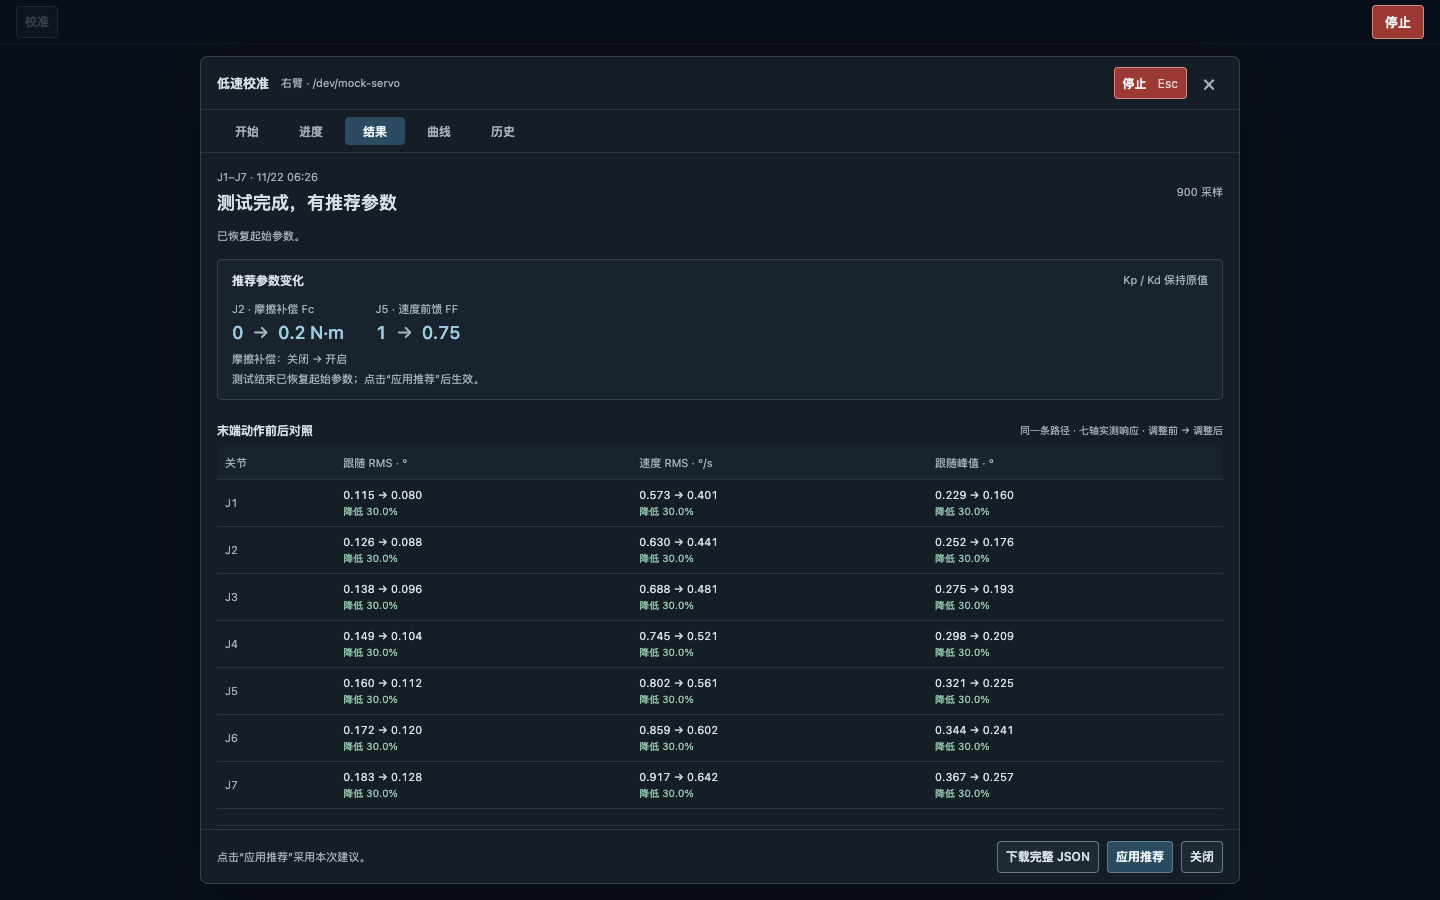 校准
停止
低速校准 右臂 · /dev/mock-servo
停止 Esc ×
开始 进度 结果 曲线 历史
J1–J7 · 11/22 06:26
测试完成，有推荐参数
900 采样
已恢复起始参数。
推荐参数变化
Kp / Kd 保持原值
J2 · 摩擦补偿 Fc J5 · 速度前馈 FF
0 → 0.2 N·m 1 → 0.75
摩擦补偿：关闭 → 开启
测试结束已恢复起始参数；点击“应用推荐”后生效。
末端动作前后对照
同一条路径 · 七轴实测响应 · 调整前 → 调整后
关节 跟随 RMS · ° 速度 RMS · °/s 跟随峰值 · °
J1 0.115 → 0.080 0.573 → 0.401 0.229 → 0.160
降低 30.0% 降低 30.0% 降低 30.0%
J2 0.126 → 0.088 0.630 → 0.441 0.252 → 0.176
降低 30.0% 降低 30.0% 降低 30.0%
J3 0.138 → 0.096 0.688 → 0.481 0.275 → 0.193
降低 30.0% 降低 30.0% 降低 30.0%
J4 0.149 → 0.104 0.745 → 0.521 0.298 → 0.209
降低 30.0% 降低 30.0% 降低 30.0%
J5 0.160 → 0.112 0.802 → 0.561 0.321 → 0.225
降低 30.0% 降低 30.0% 降低 30.0%
J6 0.172 → 0.120 0.859 → 0.602 0.344 → 0.241
降低 30.0% 降低 30.0% 降低 30.0%
J7 0.183 → 0.128 0.917 → 0.642 0.367 → 0.257
降低 30.0% 降低 30.0% 降低 30.0%
点击“应用推荐”采用本次建议。
下载完整 JSON 应用推荐 关闭